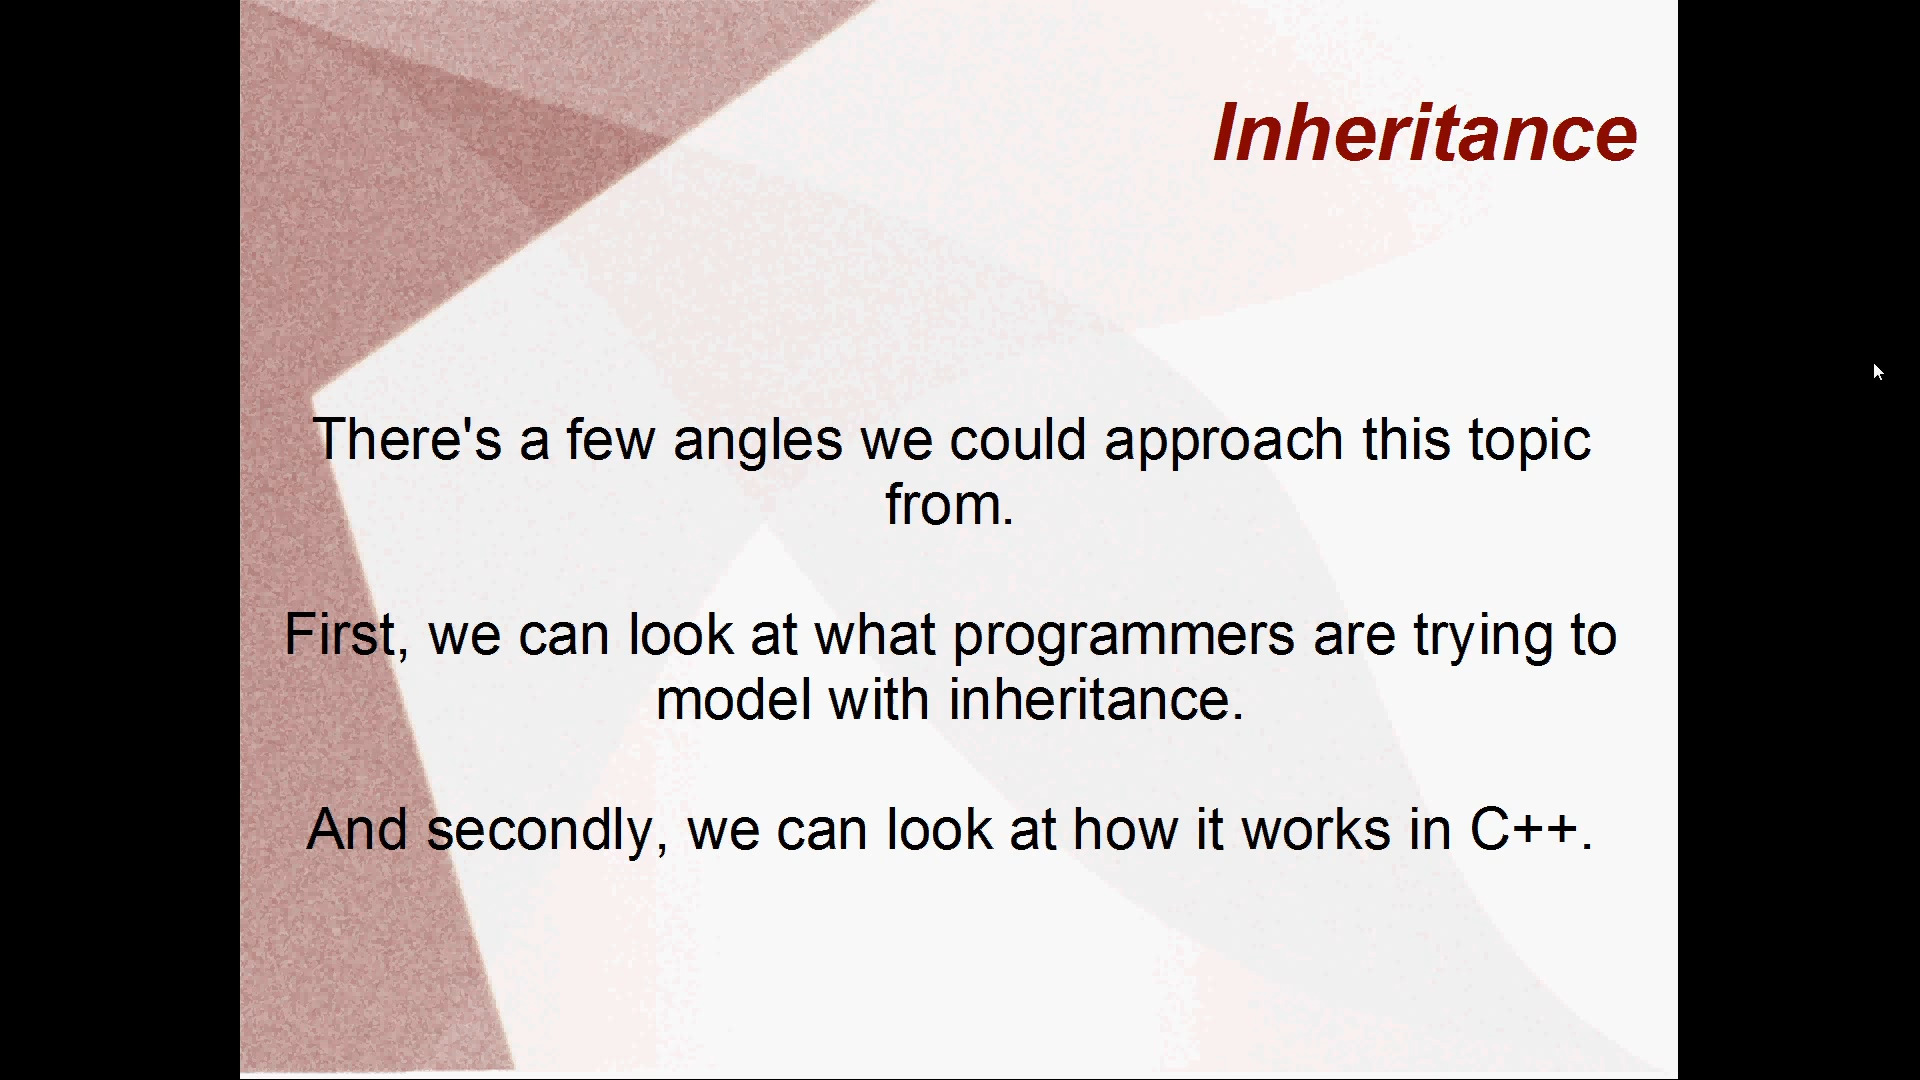 Inheritance
There's a few angles we could approach this topic
from.
First, we can look at what programmers are trying to
model with inheritance.
And secondly, we can look at how it works in C++.